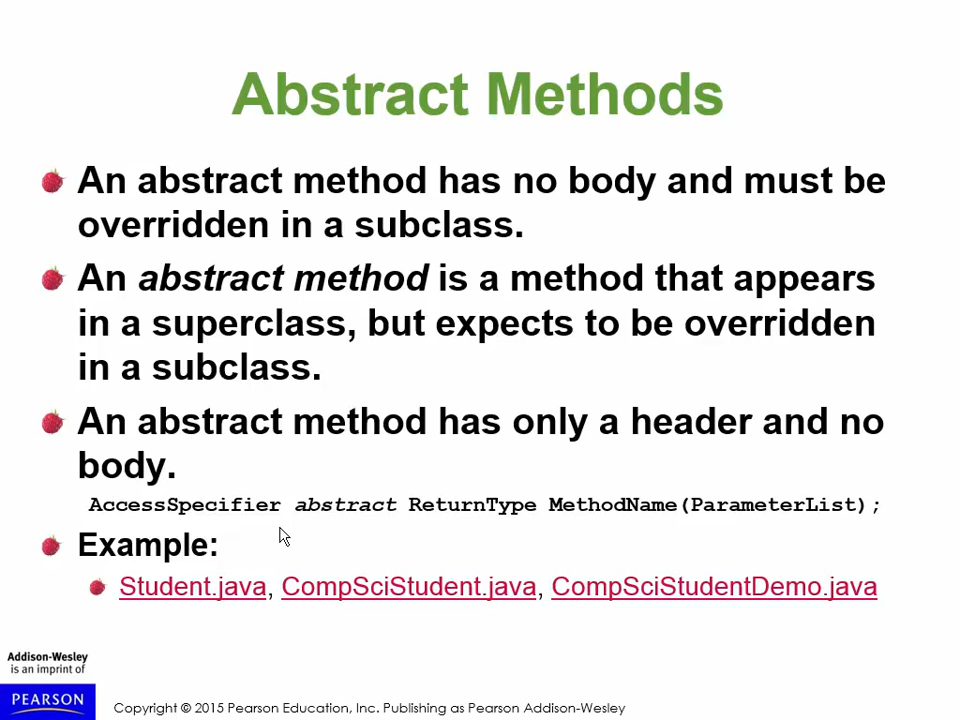 Abstract Methods
An abstract method has no body and must be
overridden in a subclass.
An abstract method is a method that appears
in a superclass, but expects to be overridden
in a subclass.
An abstract method has only a header and no
body.
AccessSpecifier abstract ReturnType MethodName(ParameterList);
Example:
Student.java, CompSciStudent.java, CompSciStudentDemo.java
Addison-Wesley
is an imprint of
PEARSON
Copyright © 2015 Pearson Education, Inc. Publishing as Pearson Addison-Wesley